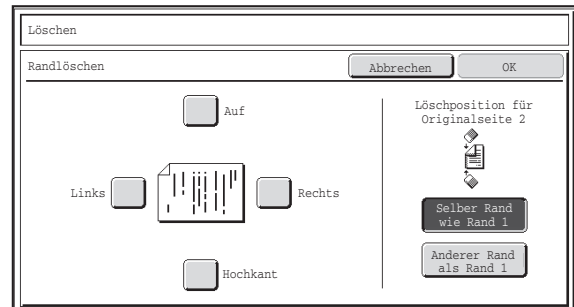 Löschen
Randlöschen
Abbrechen
OK
Auf
Links
Rechts
Hochkant
Löschposition für
Originalseite 2
Selber Rand
wie Rand 1
Anderer Rand
als Rand 1